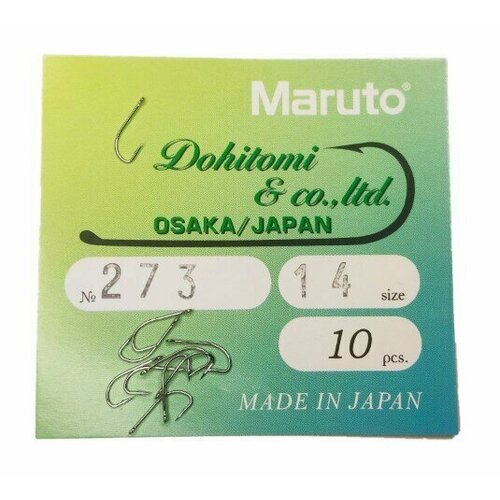 Maruto®
Dohitomi
& co.,ltd.
OSAKA/JAPAN
№ 273 14 size
10 pcs.
MADE IN JAPAN